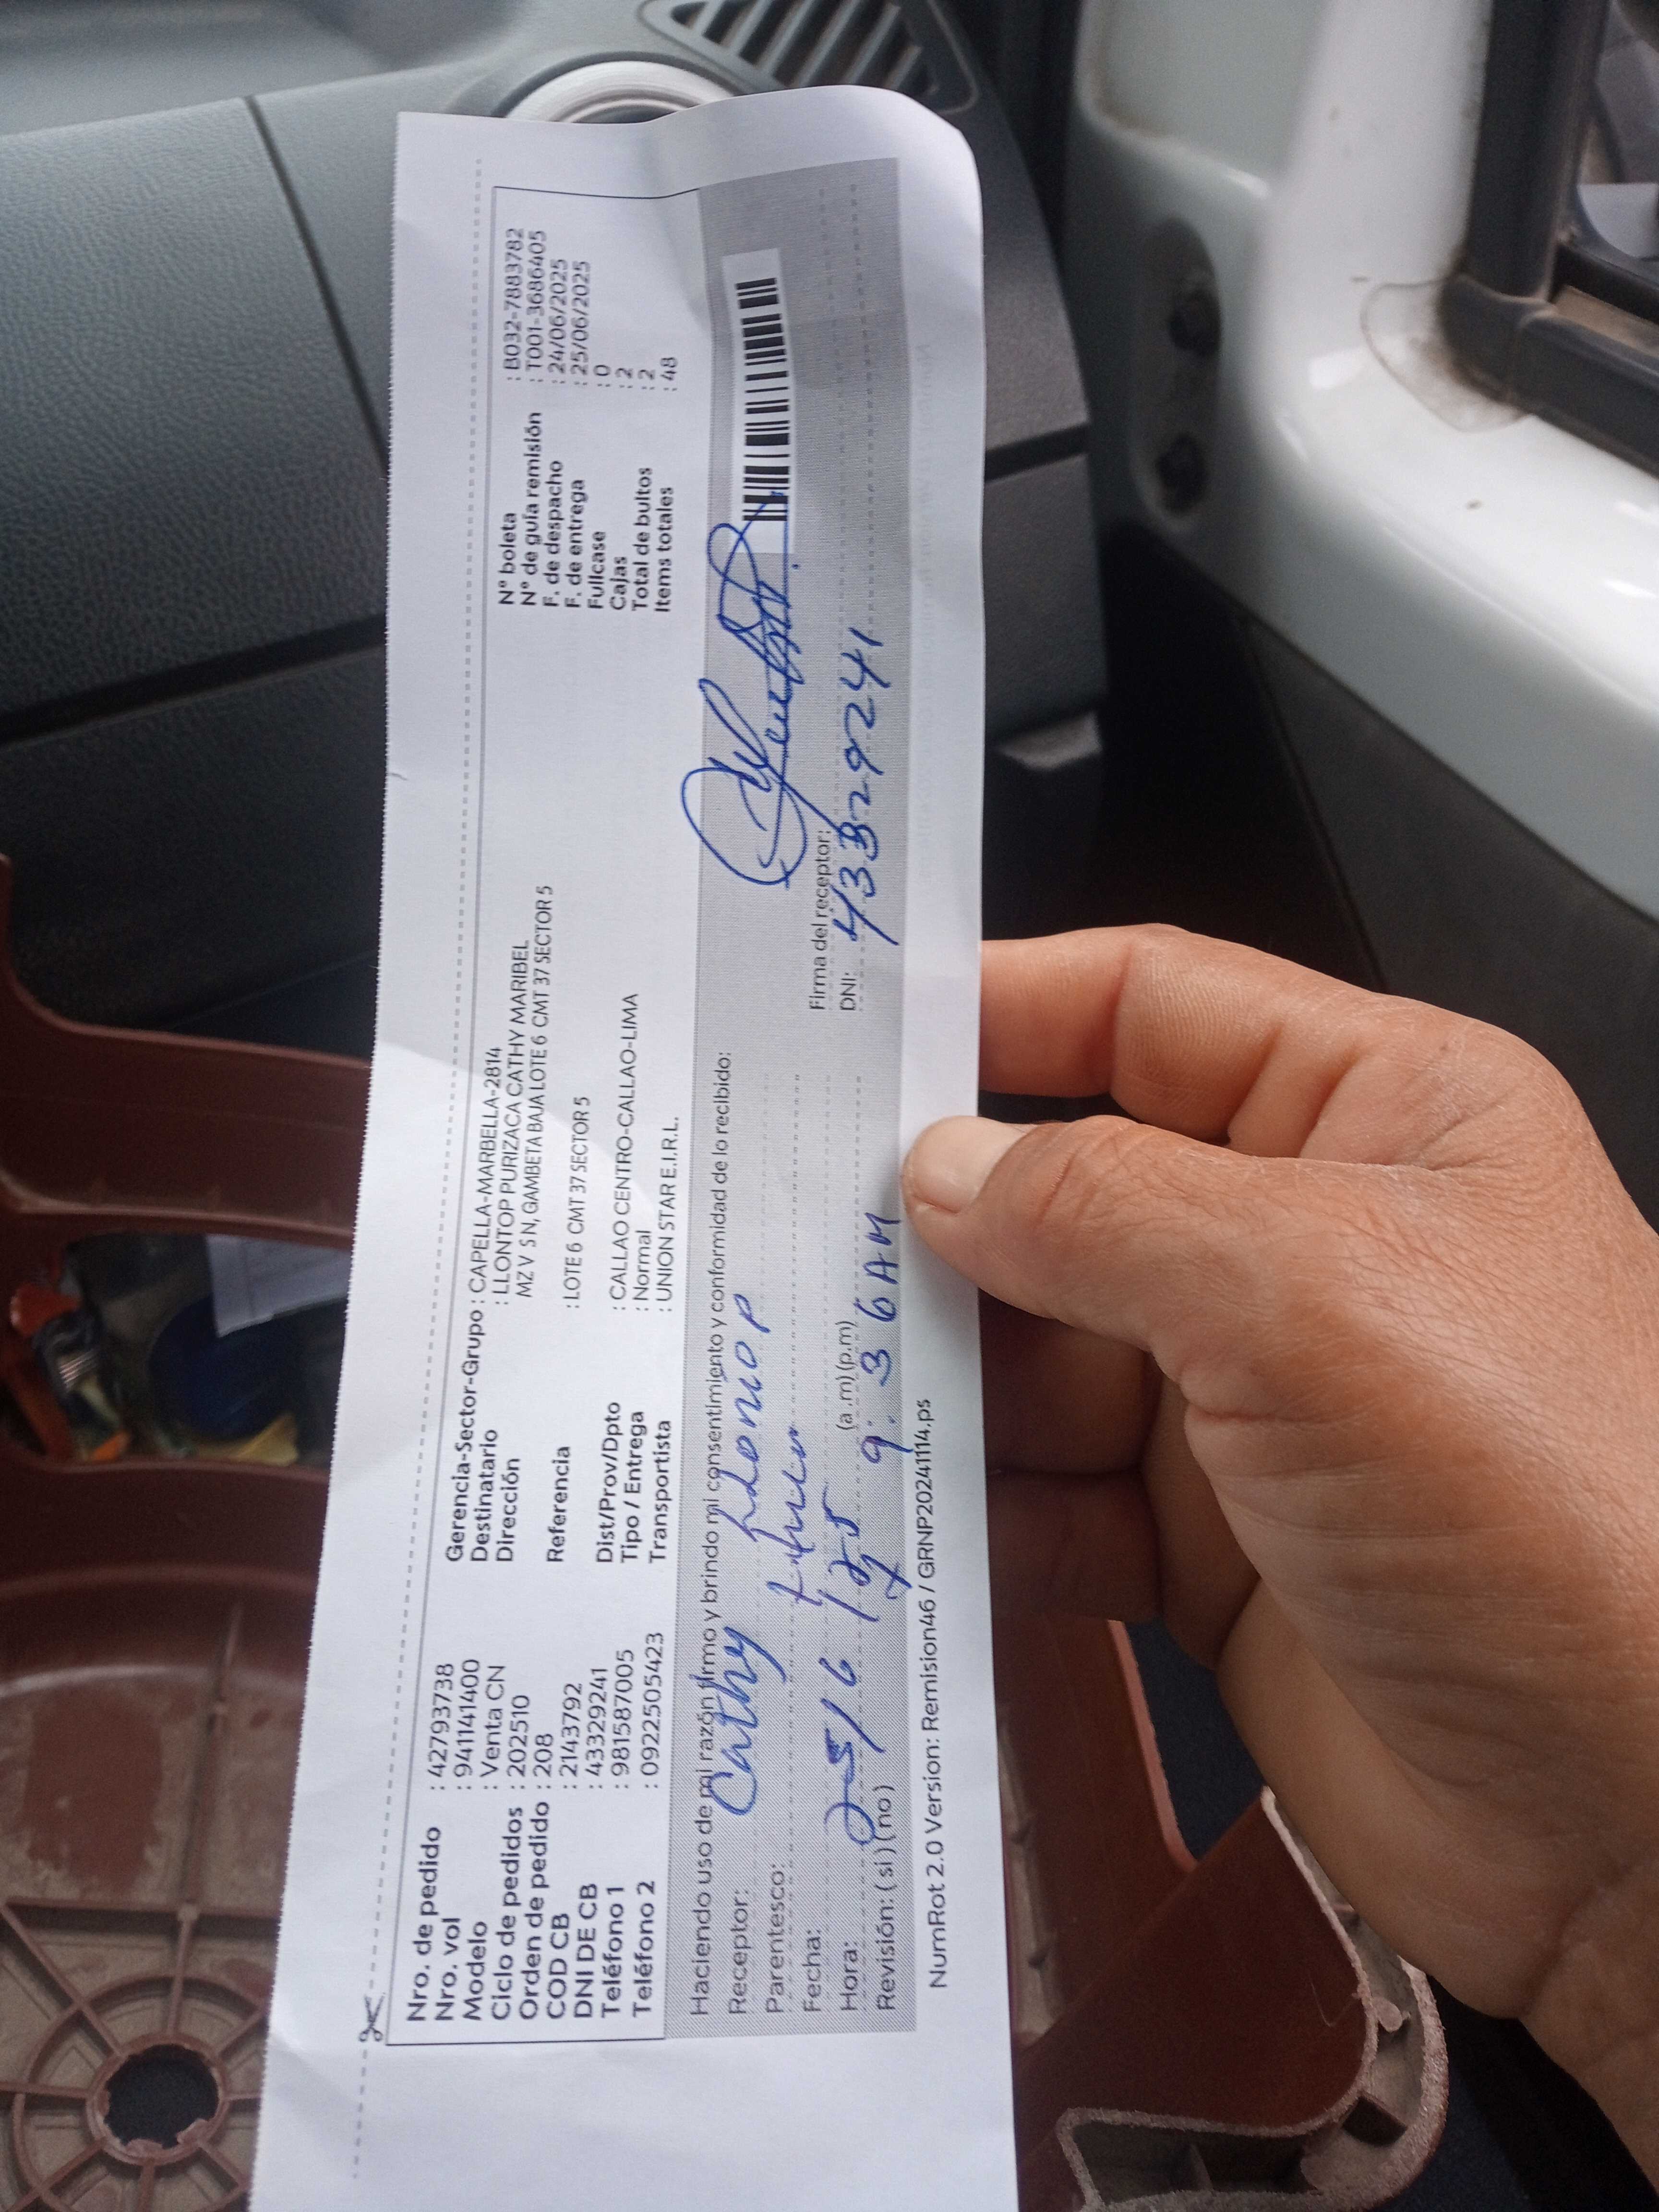 Nro. de pedido : 42793738
Nro. vol : 941141400
Modelo : Venta CN
Ciclo de pedidos : 202510
Orden de pedido : 208
COD CB : 2143792
DNI DE CB : 43329241
Teléfono 1 : 981587005
Teléfono 2 : 0922505423
Gerencia-Sector-Grupo : CAPELLA-MARBELLA-2814
Destinatario : LLONTOP PURIZACA CATHY MARIBEL
Dirección MZ V S N, GAMBETA BAJA LOTE 6 CMT 37 SECTOR 5
Referencia : LOTE 6 CMT 37 SECTOR 5
Dist/Prov/Dpto : CALLAO CENTRO-CALLAO-LIMA
Tipo / Entrega : Normal
Transportista : UNION STAR E.I.R.L.
Nº boleta : B032-7883782
Nº de guía remisión : T001-3686405
F. de despacho : 24/06/2025
F. de entrega : 25/06/2025
Fullcase : 0
Cajas : 2
Total de bultos : 2
Items totales : 48
Haciendo uso de mi razón firmo y brindo mi consentimiento y conformidad de lo recibido:
Receptor: Cathy
Parentesco:
Fecha: 25/6/25
Hora: 9:36 AM (a.m)(p.m)
Revisión: (si)(no)
Firma del receptor:
DNI: 43329241
NumRot 2.0 Version: Remision46 / GRNP20241114.ps